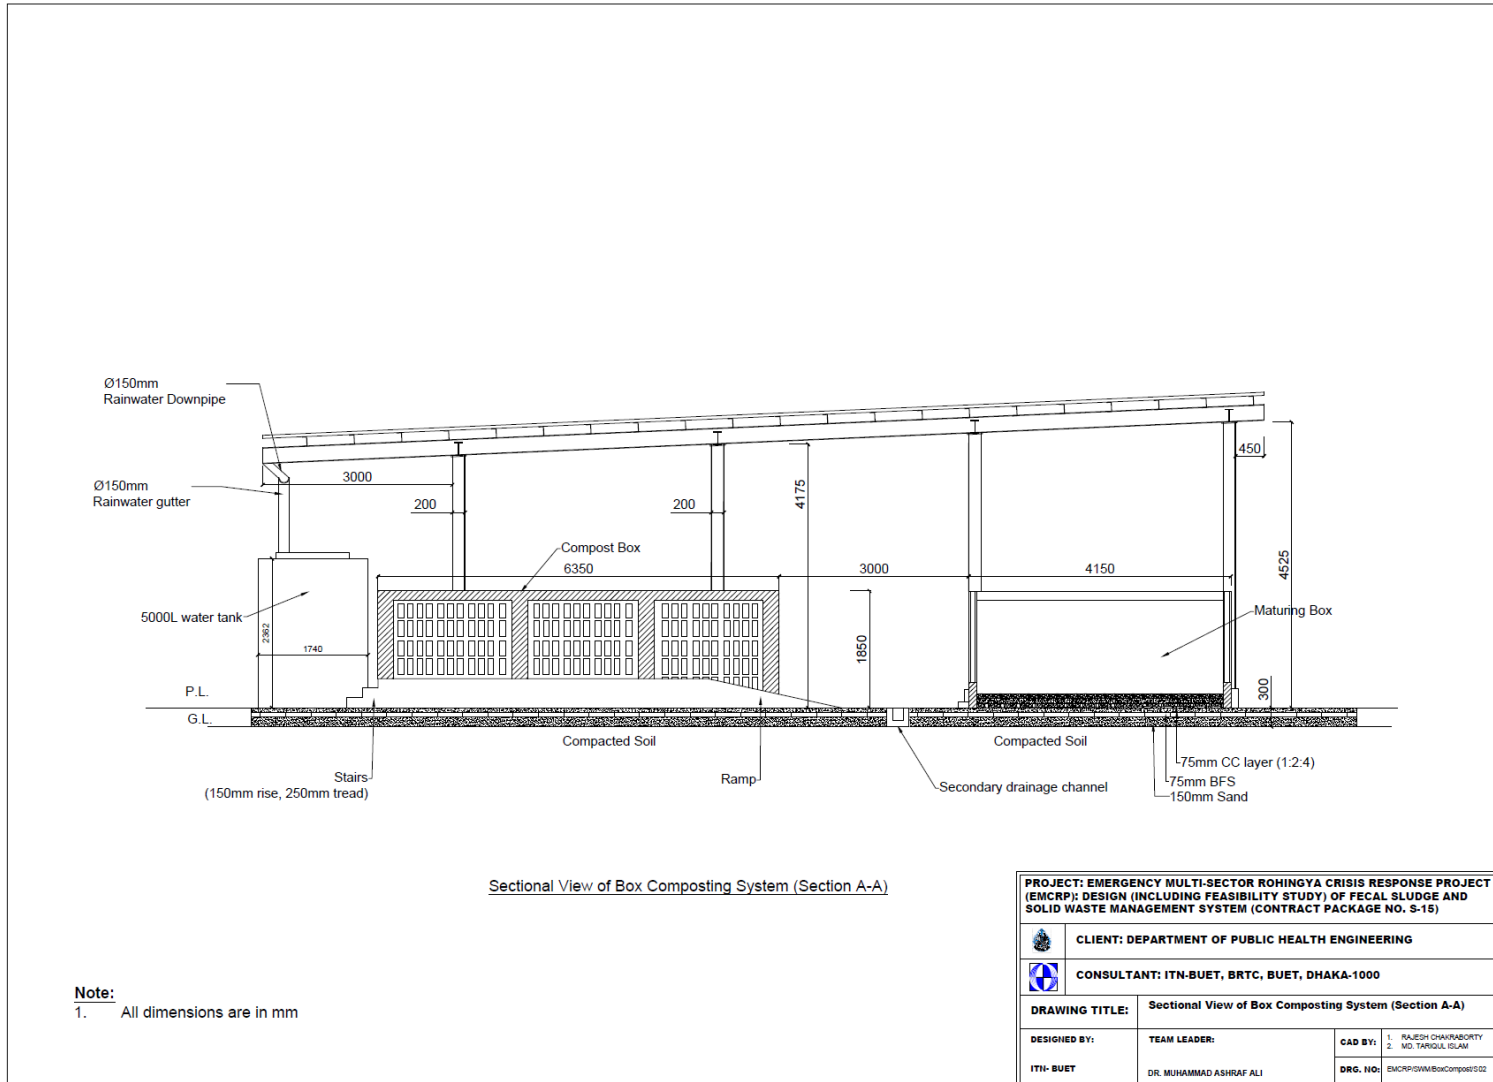 Ø150mm
Rainwater Downpipe
Ø150mm
Rainwater gutter
3000
200
200
4175
450
4525
Compost Box
6350
3000
4150
5000L water tank
2362
1740
1850
Maturing Box
300
P.L.
G.L.
Compacted Soil
Compacted Soil
Stairs
(150mm rise, 250mm tread)
Ramp
Secondary drainage channel
75mm CC layer (1:2:4)
75mm BFS
150mm Sand
Sectional View of Box Composting System (Section A-A)
Note:
1. All dimensions are in mm
PROJECT: EMERGENCY MULTI-SECTOR ROHINGYA CRISIS RESPONSE PROJECT
(EMCRP): DESIGN (INCLUDING FEASIBILITY STUDY) OF FECAL SLUDGE AND
SOLID WASTE MANAGEMENT SYSTEM (CONTRACT PACKAGE NO. S-15)
CLIENT: DEPARTMENT OF PUBLIC HEALTH ENGINEERING
CONSULTANT: ITN-BUET, BRTC, BUET, DHAKA-1000
DRAWING TITLE: Sectional View of Box Composting System (Section A-A)
DESIGNED BY:
ITN- BUET
TEAM LEADER:
DR. MUHAMMAD ASHRAF ALI
CAD BY: 1. RAJESH CHAKRABORTY
2. MD. TARIQUL ISLAM
DRG. NO: EMCRP/SWM/BoxCompost/S02